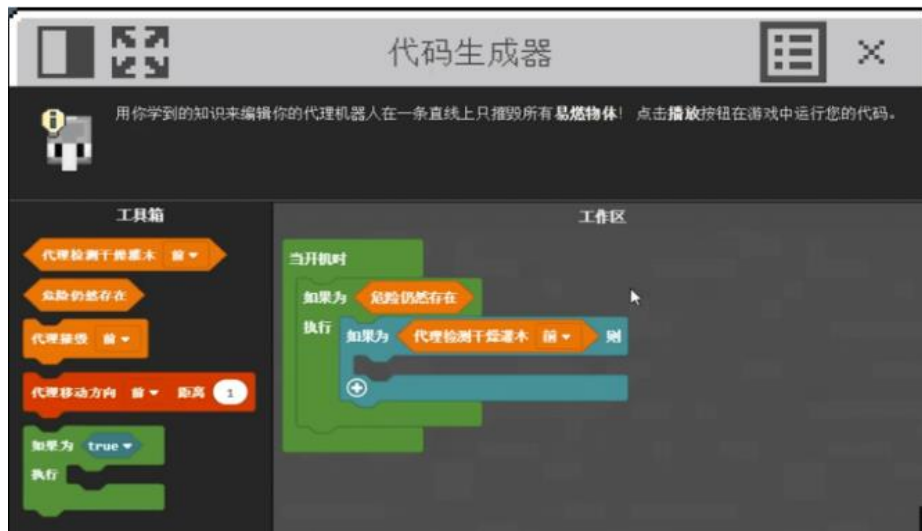 代码生成器
用你学到的知识来编辑你的代理机器人在一条直线上只摧毁所有易燃物体! 点击播放按钮在游戏中运行您的代码。
工具箱
工作区
代理检测干燥灌木 前
危险仍然存在
代理摧毁 前
代理移动方向 前 距离 1
如果为 true
执行
当开机时
如果为 危险仍然存在
执行 如果为 代理检测干燥灌木 前 则